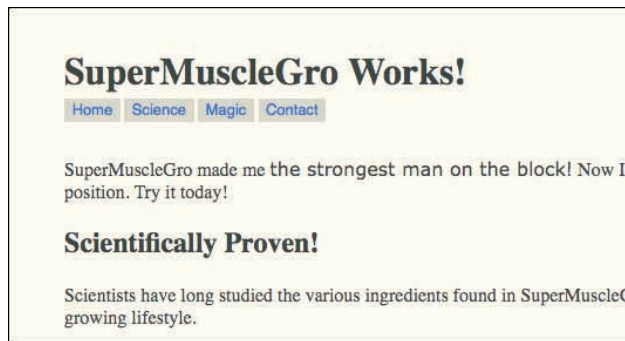 SuperMuscleGro Works!
Home Science Magic Contact
SuperMuscleGro made me the strongest man on the block! Now I
position. Try it today!
Scientifically Proven!
Scientists have long studied the various ingredients found in
growing lifestyle.